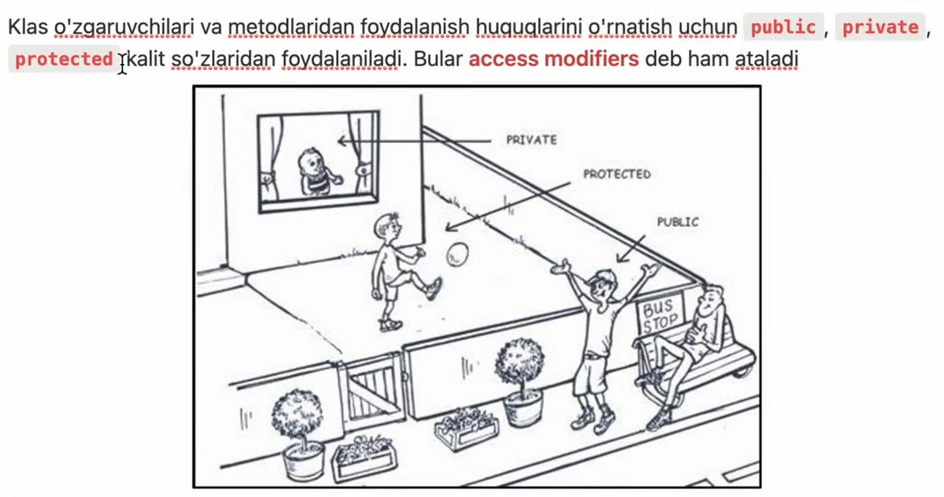 Klas o'zgaruvchilari va metodlaridan foydalanish huquqlarini o'rnatish uchun public, private,
protected kalit so'zlaridan foydalaniladi. Bular access modifiers deb ham ataladi
PRIVATE
PROTECTED
PUBLIC
BUS
STOP